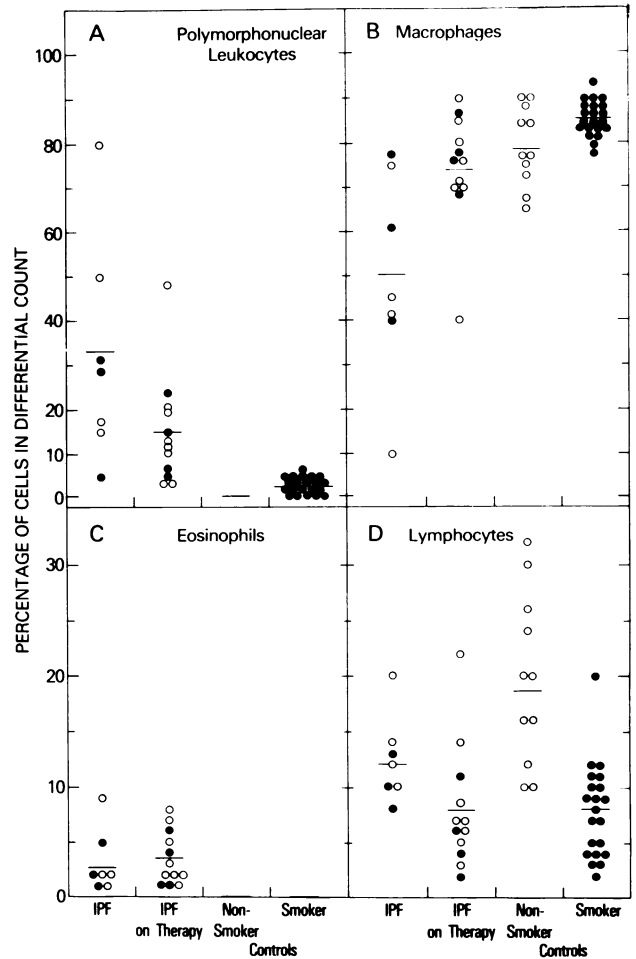 A
Polymorphonuclear
Leukocytes
B
Macrophages
PERCENTAGE OF CELLS IN DIFFERENTIAL COUNT
100
80
60
40
20
10
0
C
Eosinophils
D
Lymphocytes
30
20
10
0
IPF
IPF
on Therapy
Non-
Smoker
Smoker
Controls
IPF
IPF
on Therapy
Non-
Smoker
Smoker
Controls